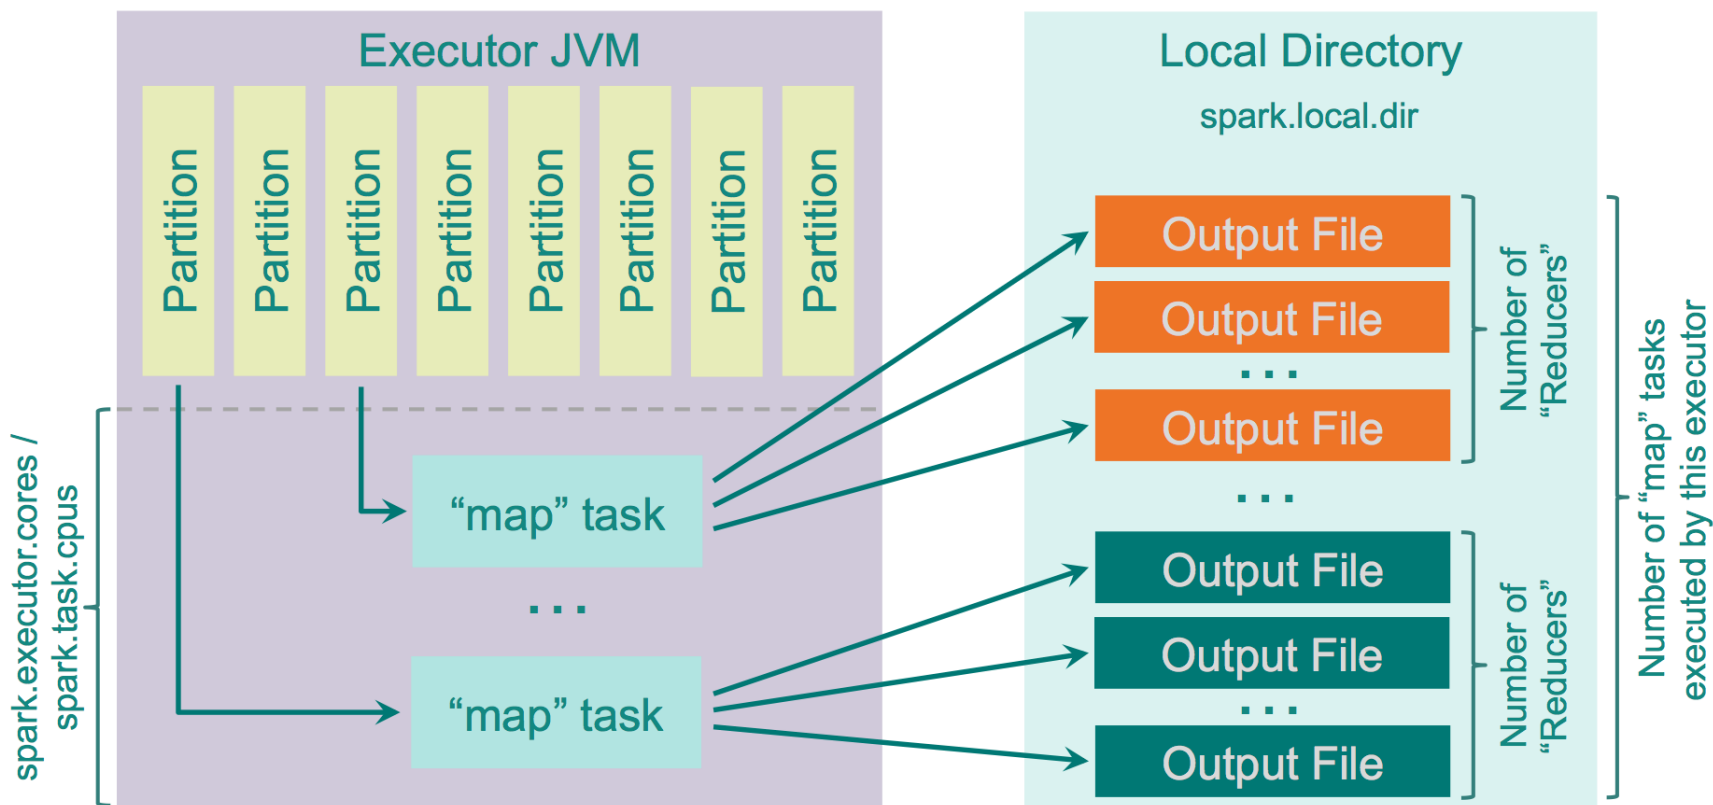 Executor JVM
Partition
Partition
Partition
Partition
Partition
Partition
Partition
Partition
spark.executor.cores /
spark.task.cpus
“map” task
...
“map” task
Local Directory
spark.local.dir
Output File
Output File
...
Output File
Number of
“Reducers”
...
Output File
Output File
...
Output File
Number of
“Reducers”
Number of “map” tasks
executed by this executor